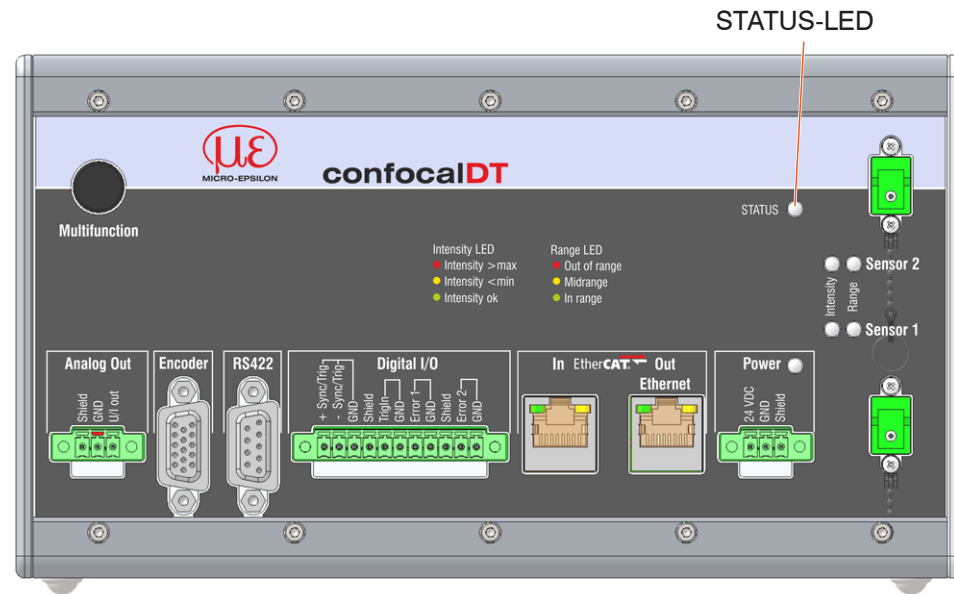 STATUS-LED
με
MICRO-EPSILON
confocalDT
Multifunction
STATUS
Intensity LED
Intensity >max
Intensity <min
Intensity ok
Range LED
Out of range
Midrange
In range
Sensor 2
Intensity
Range
Sensor 1
Analog Out
Shield
GND
U/I out
Encoder
RS422
Digital I/O
+ Sync/Trig
- Sync/Trig
GND
Shield
TrigIn
GND
Error 1
GND
Shield
Error 2
GND
In EtherCAT Out
Ethernet
Power
24 VDC
GND
Shield